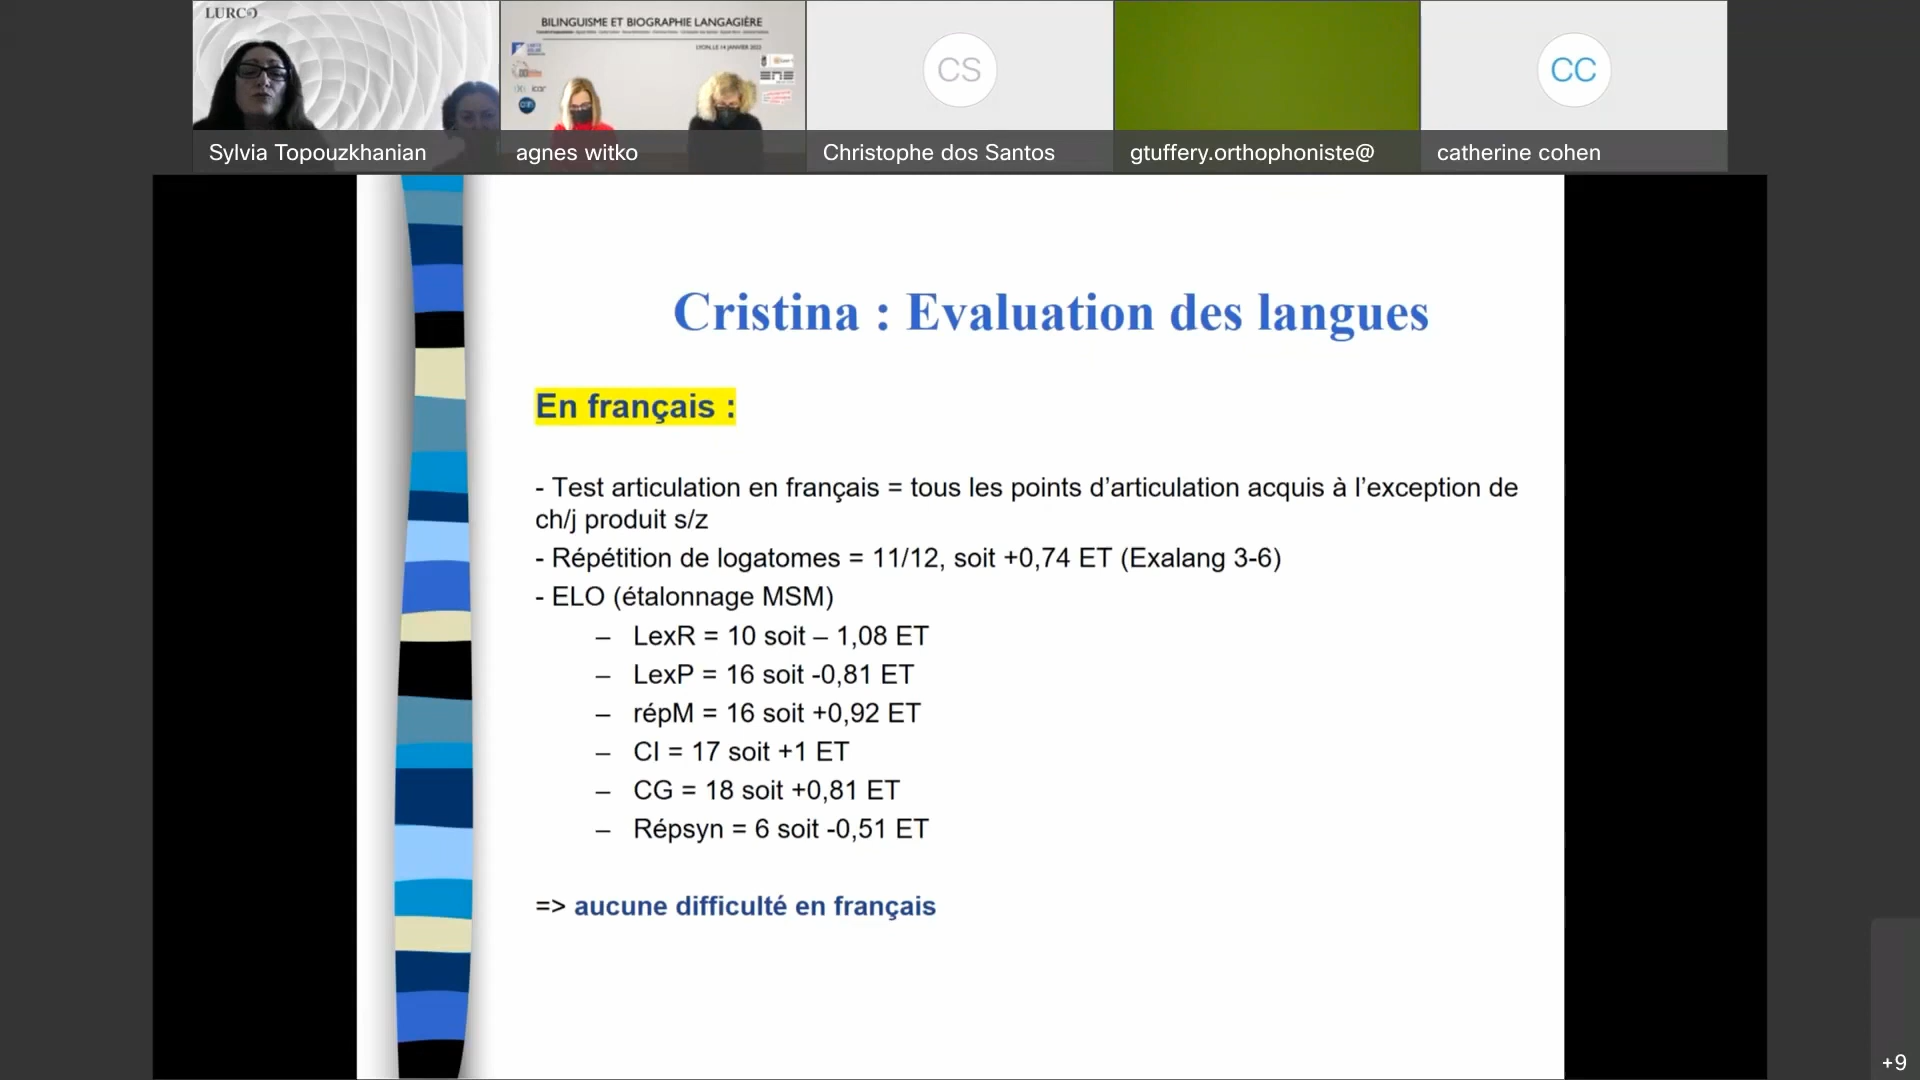 LURCO
BILINGUISME ET BIOGRAPHIE LANGAGIÈRE
LYON, LE 14 JANVIER 2022
icar
ENS
CS
CC
Sylvia Topouzkhanian
agnes witko
Christophe dos Santos
gtuffery.orthophoniste@
catherine cohen
Cristina : Evaluation des langues
En français :
- Test articulation en français = tous les points d’articulation acquis à l’exception de
ch/j produit s/z
- Répétition de logatomes = 11/12, soit +0,74 ET (Exalang 3-6)
- ELO (étalonnage MSM)
– LexR = 10 soit – 1,08 ET
– LexP = 16 soit -0,81 ET
– répM = 16 soit +0,92 ET
– CI = 17 soit +1 ET
– CG = 18 soit +0,81 ET
– Répsyn = 6 soit -0,51 ET
=> aucune difficulté en français
+9